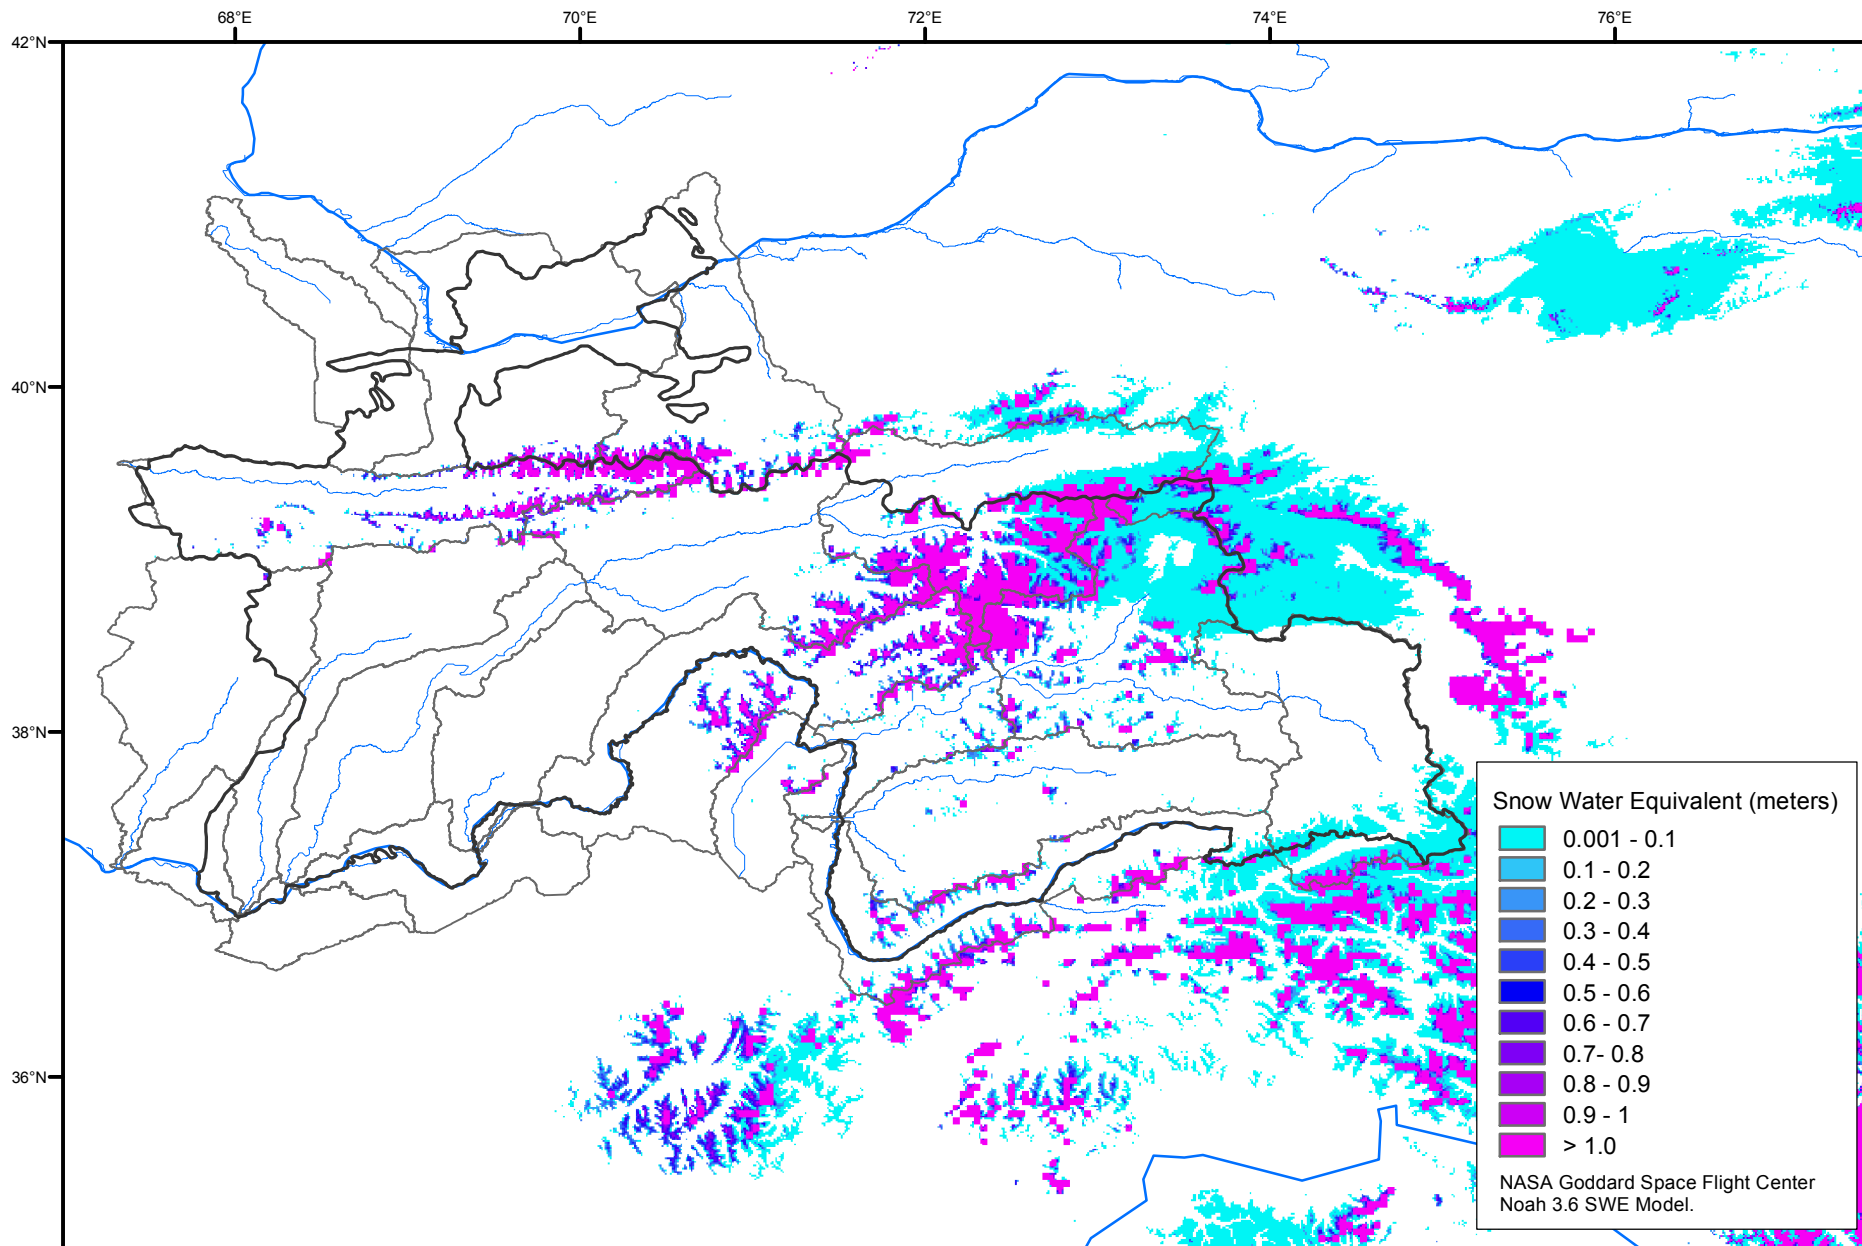 68°E 70°E 72°E 74°E 76°E
42°N
40°N
38°N
36°N
Snow Water Equivalent (meters)
0.001 - 0.1
0.1 - 0.2
0.2 - 0.3
0.3 - 0.4
0.4 - 0.5
0.5 - 0.6
0.6 - 0.7
0.7- 0.8
0.8 - 0.9
0.9 - 1
> 1.0
NASA Goddard Space Flight Center
Noah 3.6 SWE Model.